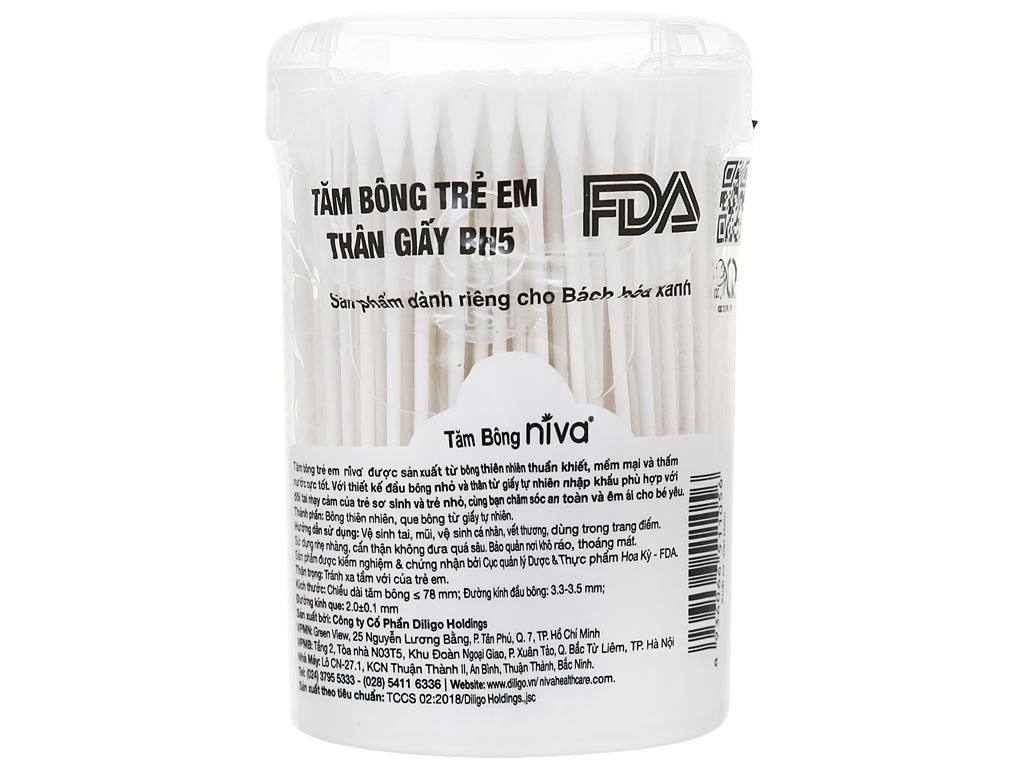 TĂM BÔNG TRẺ EM
THÂN GIẤY BH5
FDA
Sản phẩm dành riêng cho Bách hóa xanh
Tăm Bông niva®
Tăm bông trẻ em niva® được sản xuất từ bông thiên nhiên thuần khiết, mềm mại và thấm
nước cực tốt. Với thiết kế đầu bông nhỏ và thân từ giấy tự nhiên nhập khẩu phù hợp với
đôi tai nhạy cảm của trẻ sơ sinh và trẻ nhỏ, cùng bạn chăm sóc an toàn và êm ái cho bé yêu.
Thành phần: Bông thiên nhiên, que bông từ giấy tự nhiên.
Hướng dẫn sử dụng: Vệ sinh tai, mũi, vệ sinh cá nhân, vết thương, dùng trong trang điểm.
Sử dụng nhẹ nhàng, cẩn thận không đưa quá sâu. Bảo quản nơi khô ráo, thoáng mát.
Sản phẩm được kiểm nghiệm & chứng nhận bởi Cục quản lý Dược & Thực phẩm Hoa Kỳ - FDA.
Thận trọng: Tránh xa tầm với của trẻ em.
Kích thước: Chiều dài tăm bông ≤ 78 mm; Đường kính đầu bông: 3.3-3.5 mm;
Đường kính que: 2.0±0.1 mm
Sản xuất bởi: Công ty Cổ Phần Diligo Holdings
VPMN: Green View, 25 Nguyễn Lương Bằng, P. Tân Phú, Q. 7, TP. Hồ Chí Minh
VPMB: Tầng 2, Tòa nhà N03T5, Khu Đoàn Ngoại Giao, P. Xuân Tảo, Q. Bắc Từ Liêm, TP. Hà Nội
Nhà Máy: Lô CN-27.1, KCN Thuận Thành II, An Bình, Thuận Thành, Bắc Ninh.
Tel: (024) 3795 5333 - (028) 5411 6336 | Website: www.diligo.vn/ nivahealthcare.com.
Sản xuất theo tiêu chuẩn: TCCS 02:2018/Diligo Holdings.,jsc